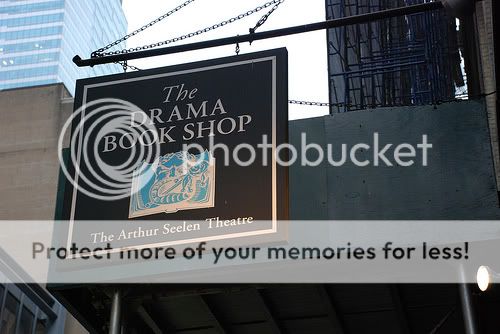 The
DRAMA
BOOK SHOP
photobucket
The Arthur Seelen Theatre
Protect more of your memories for less!